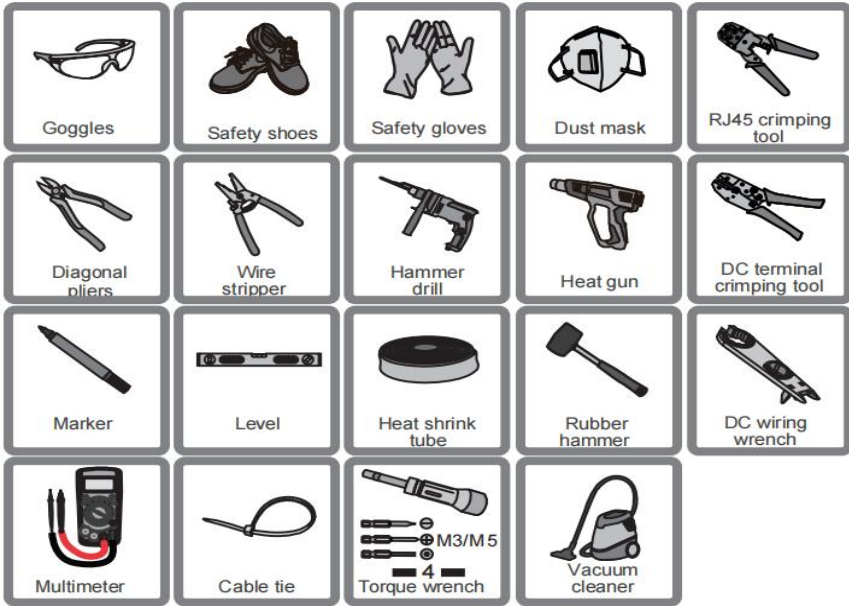 Goggles
Safety shoes
Safety gloves
Dust mask
RJ45 crimping
tool
Diagonal
pliers
Wire
stripper
Hammer
drill
Heat gun
DC terminal
crimping tool
Marker
Level
Heat shrink
tube
Rubber
hammer
DC wiring
wrench
Multimeter
Cable tie
M3/M5
4
Torque wrench
Vacuum
cleaner